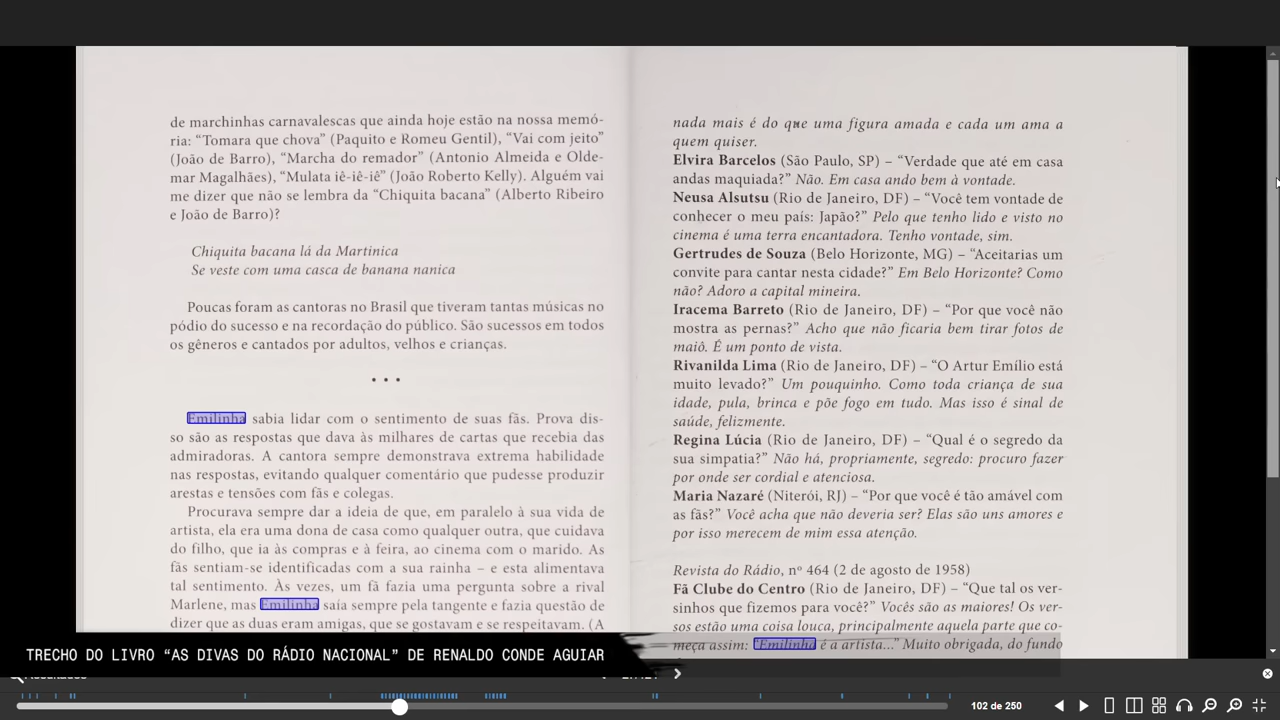 de marchinhas carnavalescas que ainda hoje estão na nossa memó-
ria: “Tomara que chova” (Paquito e Romeu Gentil), “Vai com jeito”
(João de Barro), “Marcha do remador” (Antonio Almeida e Olde-
mar Magalhães), “Mulata iê-iê-iê” (João Roberto Kelly). Alguém vai
me dizer que não se lembra da “Chiquita bacana” (Alberto Ribeiro
e João de Barro)?
Chiquita bacana lá da Martinica
Se veste com uma casca de banana nanica
Poucas foram as cantoras no Brasil que tiveram tantas músicas no
pódio do sucesso e na recordação do público. São sucessos em todos
os gêneros e cantados por adultos, velhos e crianças.
• • •
Emilinha sabia lidar com o sentimento de suas fãs. Prova dis-
so são as respostas que dava às milhares de cartas que recebia das
admiradoras. A cantora sempre demonstrava extrema habilidade
nas respostas, evitando qualquer comentário que pudesse produzir
arestas e tensões com fãs e colegas.
Procurava sempre dar a ideia de que, em paralelo à sua vida de
artista, ela era uma dona de casa como qualquer outra, que cuidava
do filho, que ia às compras e à feira, ao cinema com o marido. As
fãs sentiam-se identificadas com a sua rainha – e esta alimentava
tal sentimento. Às vezes, um fã fazia uma pergunta sobre a rival
Marlene, mas Emilinha saía sempre pela tangente e fazia questão de
dizer que as duas eram amigas, que se gostavam e se respeitavam. (A
nada mais é do que uma figura amada e cada um ama a
quem quiser.
Elvira Barcelos (São Paulo, SP) – “Verdade que até em casa
andas maquiada?” Não. Em casa ando bem à vontade.
Neusa Alsutsu (Rio de Janeiro, DF) – “Você tem vontade de
conhecer o meu país: Japão?” Pelo que tenho lido e visto no
cinema é uma terra encantadora. Tenho vontade, sim.
Gertrudes de Souza (Belo Horizonte, MG) – “Aceitarias um
convite para cantar nesta cidade?” Em Belo Horizonte? Como
não? Adoro a capital mineira.
Iracema Barreto (Rio de Janeiro, DF) – “Por que você não
mostra as pernas?” Acho que não ficaria bem tirar fotos de
maiô. É um ponto de vista.
Rivanilda Lima (Rio de Janeiro, DF) – “O Artur Emílio está
muito levado?” Um pouquinho. Como toda criança de sua
idade, pula, brinca e põe fogo em tudo. Mas isso é sinal de
saúde, felizmente.
Regina Lúcia (Rio de Janeiro, DF) – “Qual é o segredo da
sua simpatia?” Não há, propriamente, segredo: procuro fazer
por onde ser cordial e atenciosa.
Maria Nazaré (Niterói, RJ) – “Por que você é tão amável com
as fãs?” Você acha que não deveria ser? Elas são uns amores e
por isso merecem de mim essa atenção.
Revista do Rádio, nº 464 (2 de agosto de 1958)
Fã Clube do Centro (Rio de Janeiro, DF) – “Que tal os ver-
sinhos que fizemos para você?” Vocês são as maiores! Os ver-
sos estão uma coisa louca, principalmente aquela parte que co-
meça assim: “Emilinha é a artista...” Muito obrigada, do fundo
TRECHO DO LIVRO “AS DIVAS DO RÁDIO NACIONAL” DE RENALDO CONDE AGUIAR
102 de 250